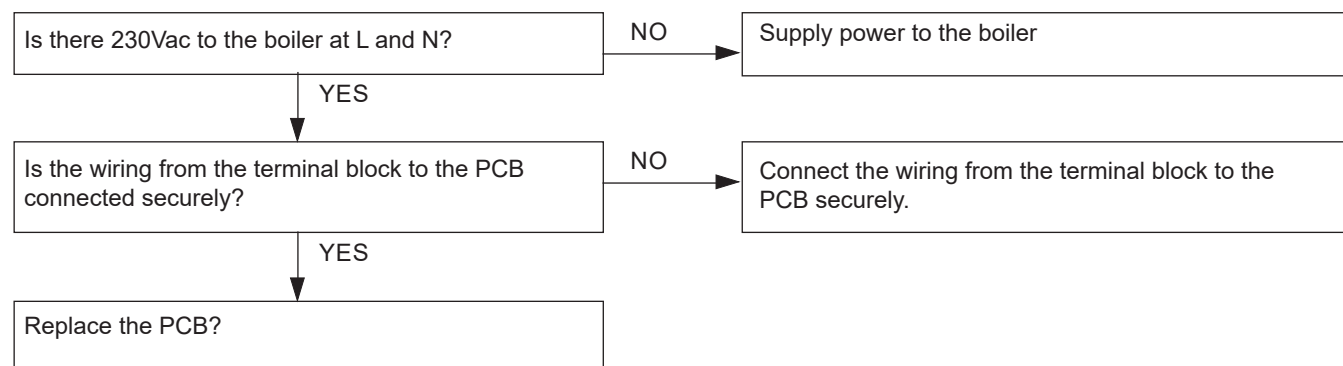 Is there 230Vac to the boiler at L and N?
NO
Supply power to the boiler
YES
Is the wiring from the terminal block to the PCB
connected securely?
NO
Connect the wiring from the terminal block to the
PCB securely.
YES
Replace the PCB?